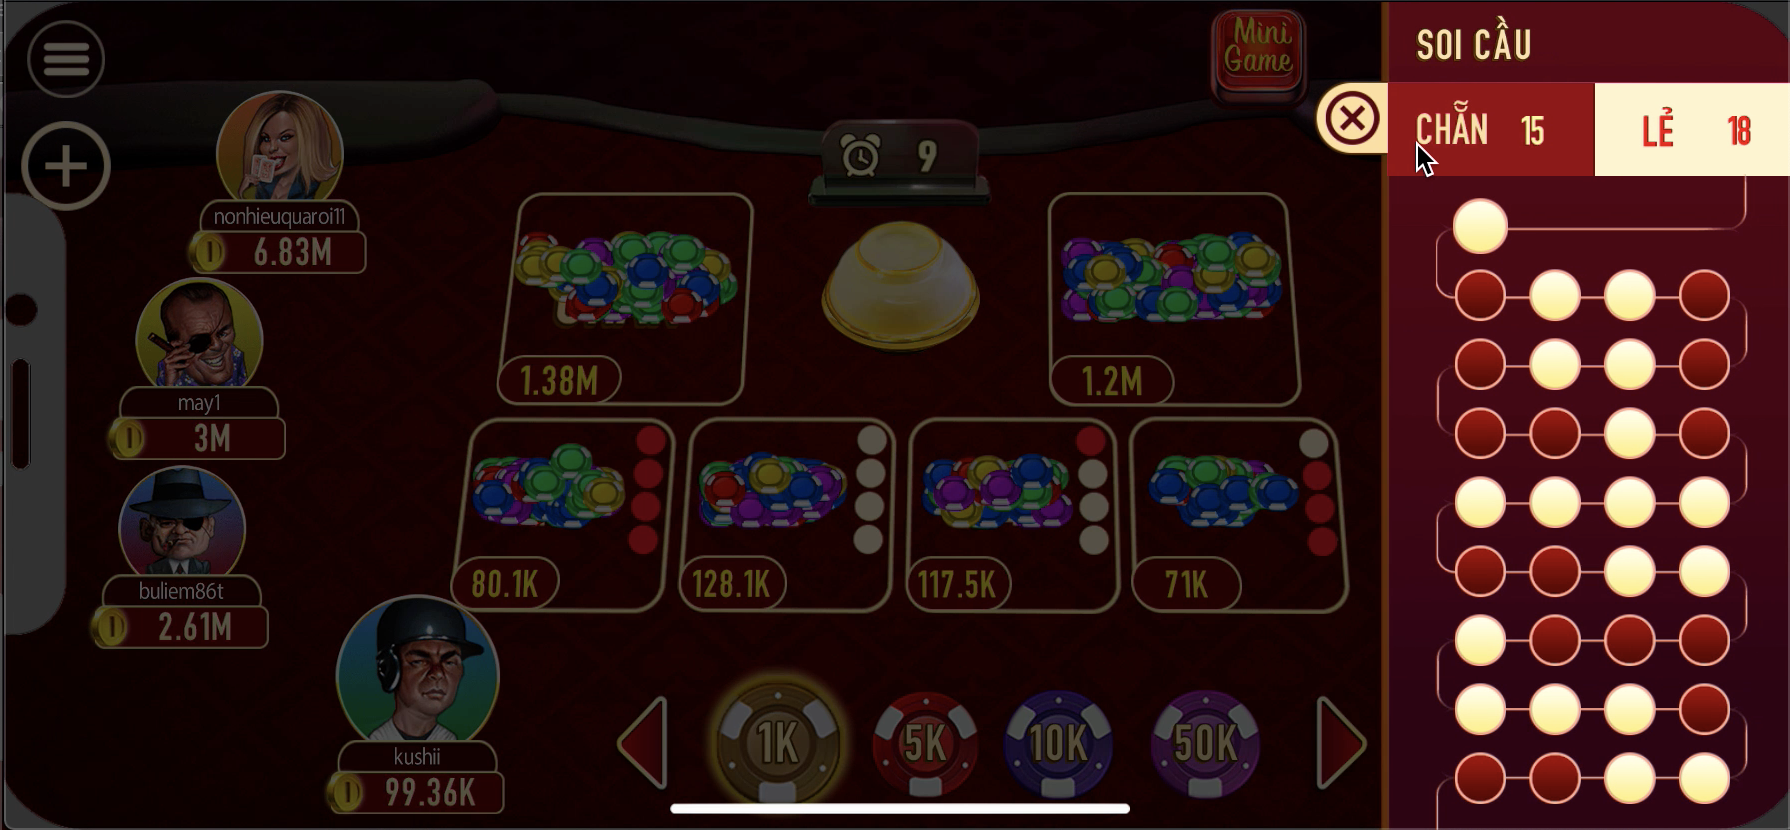 Mini
Game
SOI CẦU
CHẴN 15
LẺ 18
9
nonhieuquaroi11
6.83M
may1
3M
buliem86t
2.61M
kushii
99.36K
1.38M
1.2M
80.1K
128.1K
117.5K
71K
1K
5K
10K
50K